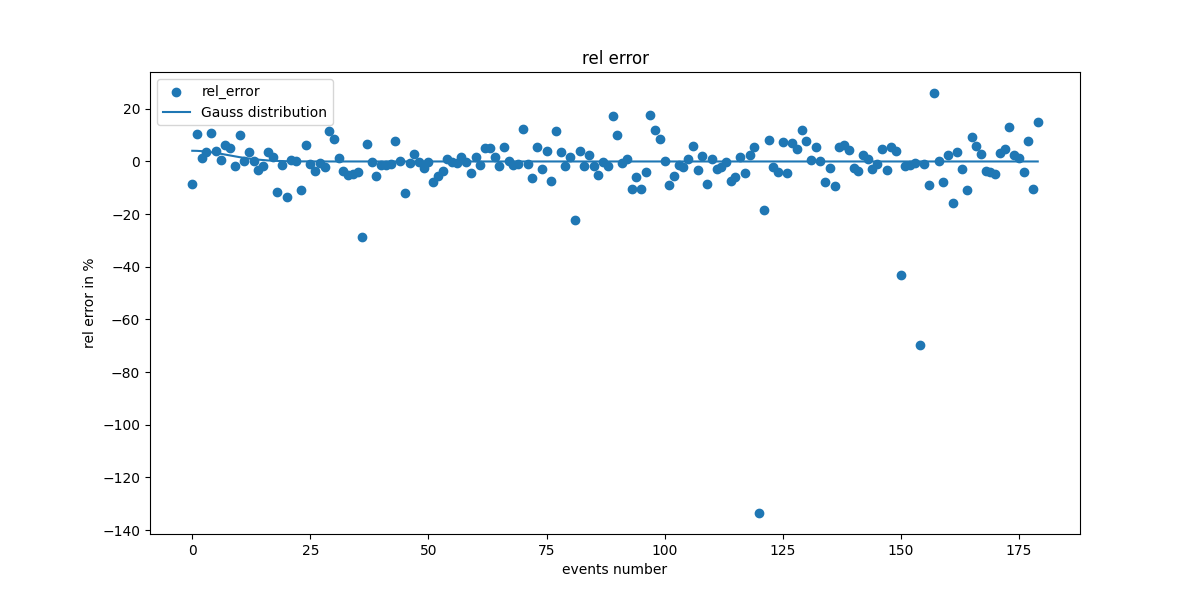 rel error
rel_error
Gauss distribution
20
0
−20
−40
−60
−80
−100
−120
−140
rel error in %
0 25 50 75 100 125 150 175
events number